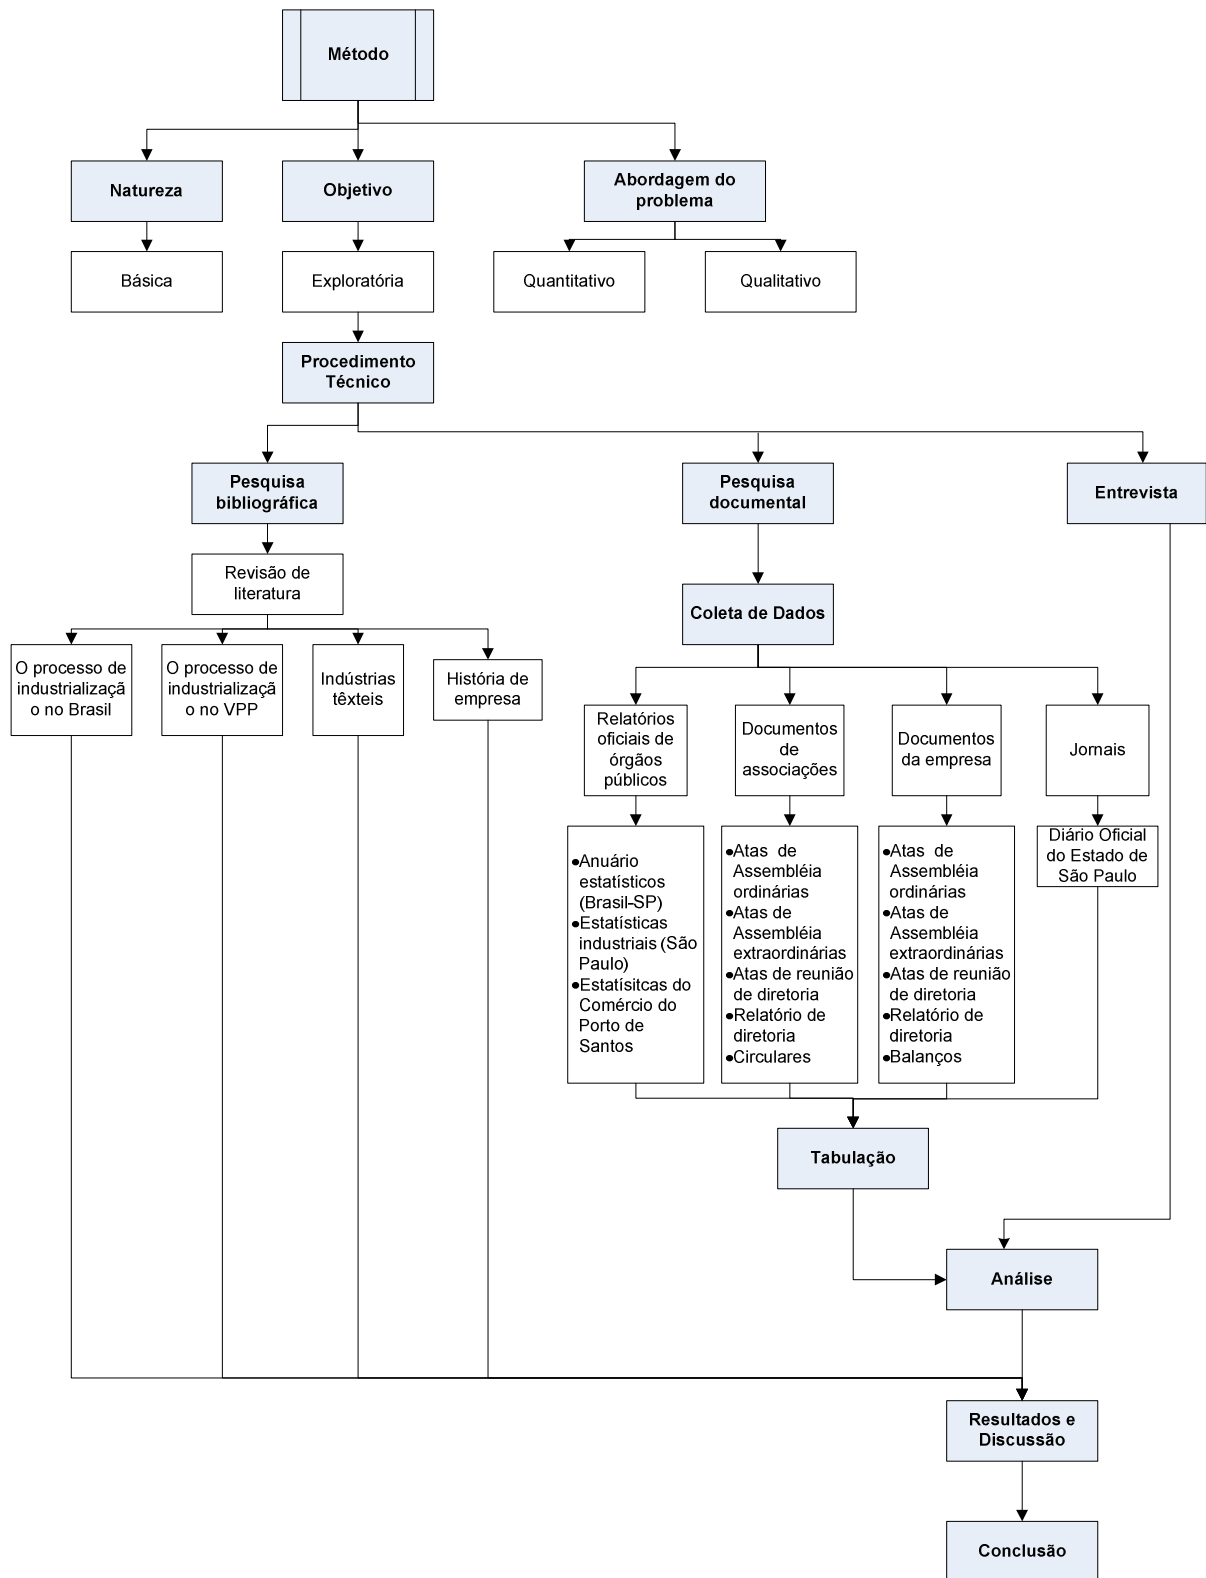 Método
Natureza
Objetivo
Abordagem do
problema
Básica
Exploratória
Quantitativo
Qualitativo
Procedimento
Técnico
Pesquisa
bibliográfica
Pesquisa
documental
Entrevista
Revisão de
literatura
Coleta de Dados
O processo de
industrializaçã
o no Brasil
O processo de
industrializaçã
o no VPP
Indústrias
têxteis
História de
empresa
Relatórios
oficiais de
órgãos
públicos
Documentos
de
associações
Documentos
da empresa
Jornais
●Anuário
estatísticos
(Brasil-SP)
●Estatísticas
industriais (São
Paulo)
●Estatísitcas do
Comércio do
Porto de
Santos
●Atas de
Assembléia
ordinárias
●Atas de
Assembléia
extraordinárias
●Atas de reunião
de diretoria
●Relatório de
diretoria
●Circulares
●Atas de
Assembléia
ordinárias
●Atas de
Assembléia
extraordinárias
●Atas de reunião
de diretoria
●Relatório de
diretoria
●Balanços
Diário Oficial
do Estado de
São Paulo
Tabulação
Análise
Resultados e
Discussão
Conclusão